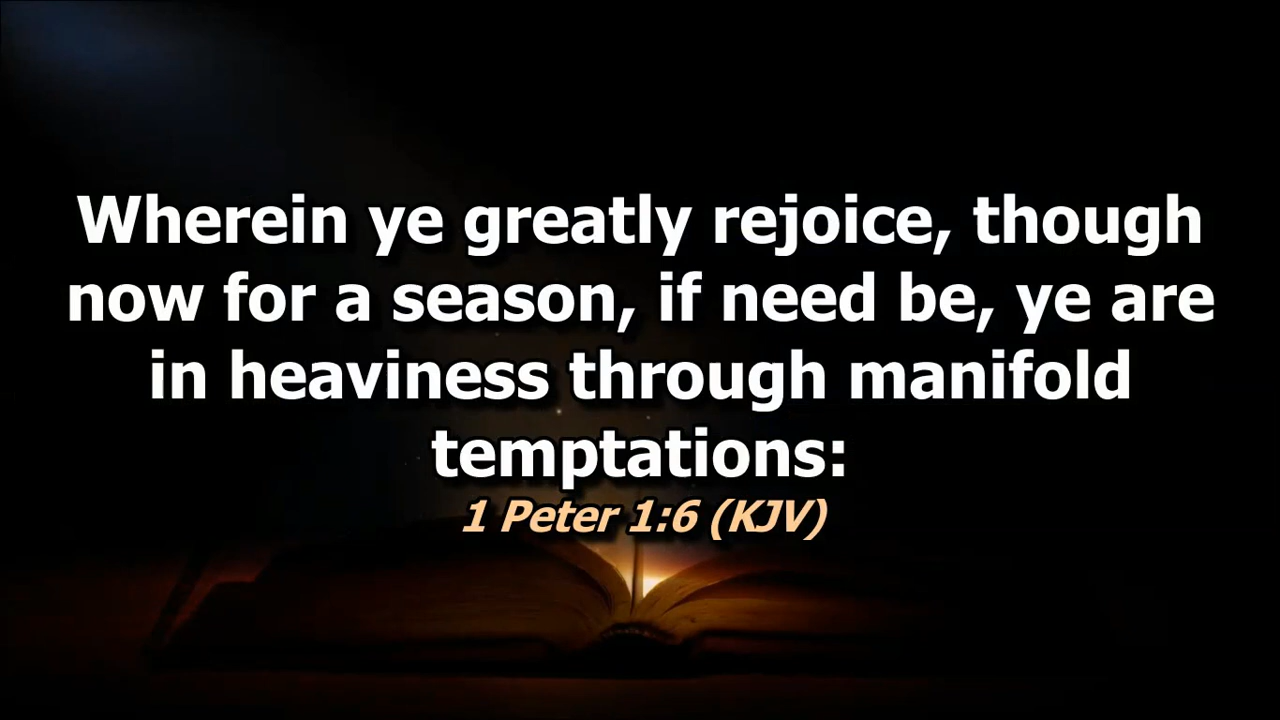 Wherein ye greatly rejoice, though
now for a season, if need be, ye are
in heaviness through manifold
temptations:
1 Peter 1:6 (KJV)